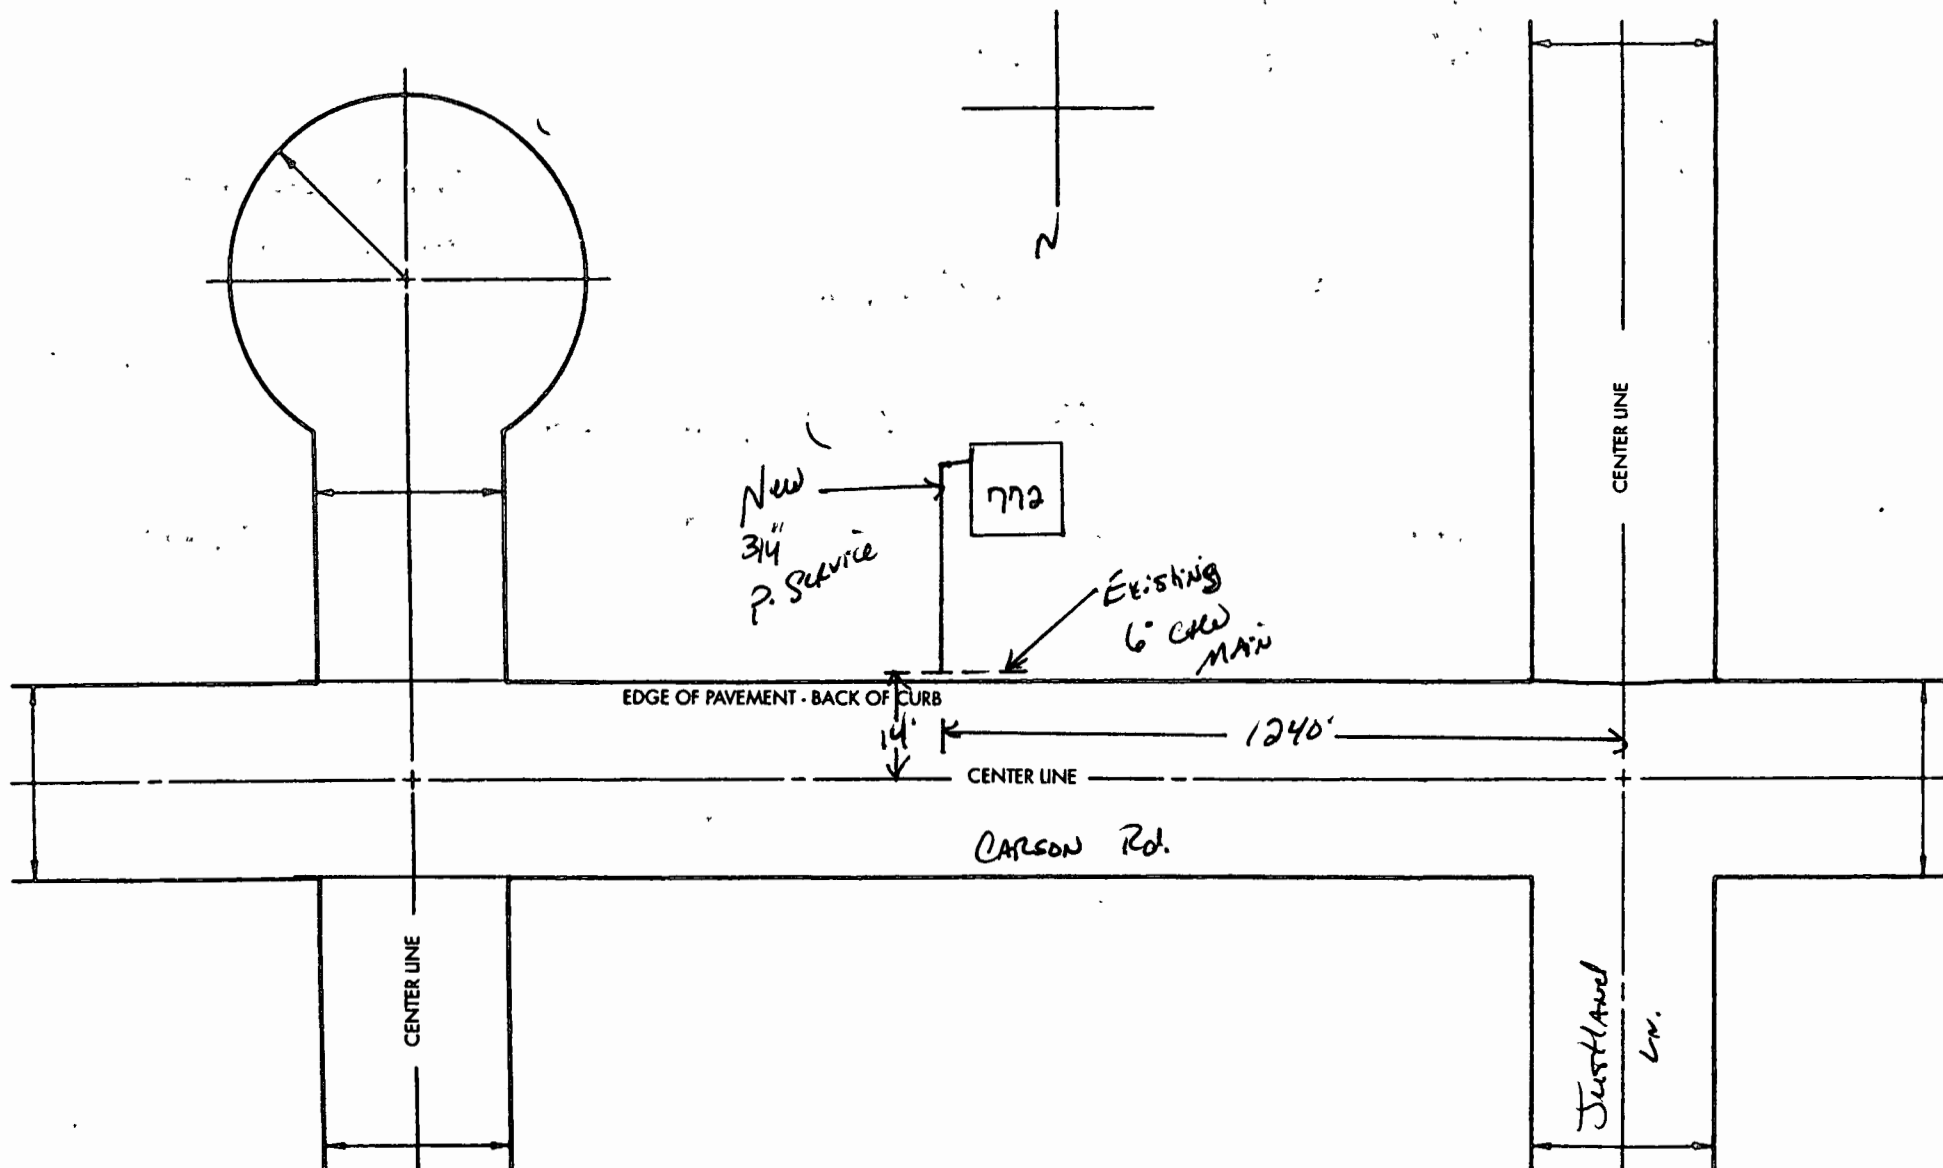 N
CENTER LINE
New
3/4"
P. Service
772
Existing
6"
MAIN
EDGE OF PAVEMENT - BACK OF CURB
14'
1240'
CENTER LINE
CARSON Rd.
CENTER LINE
Ln.